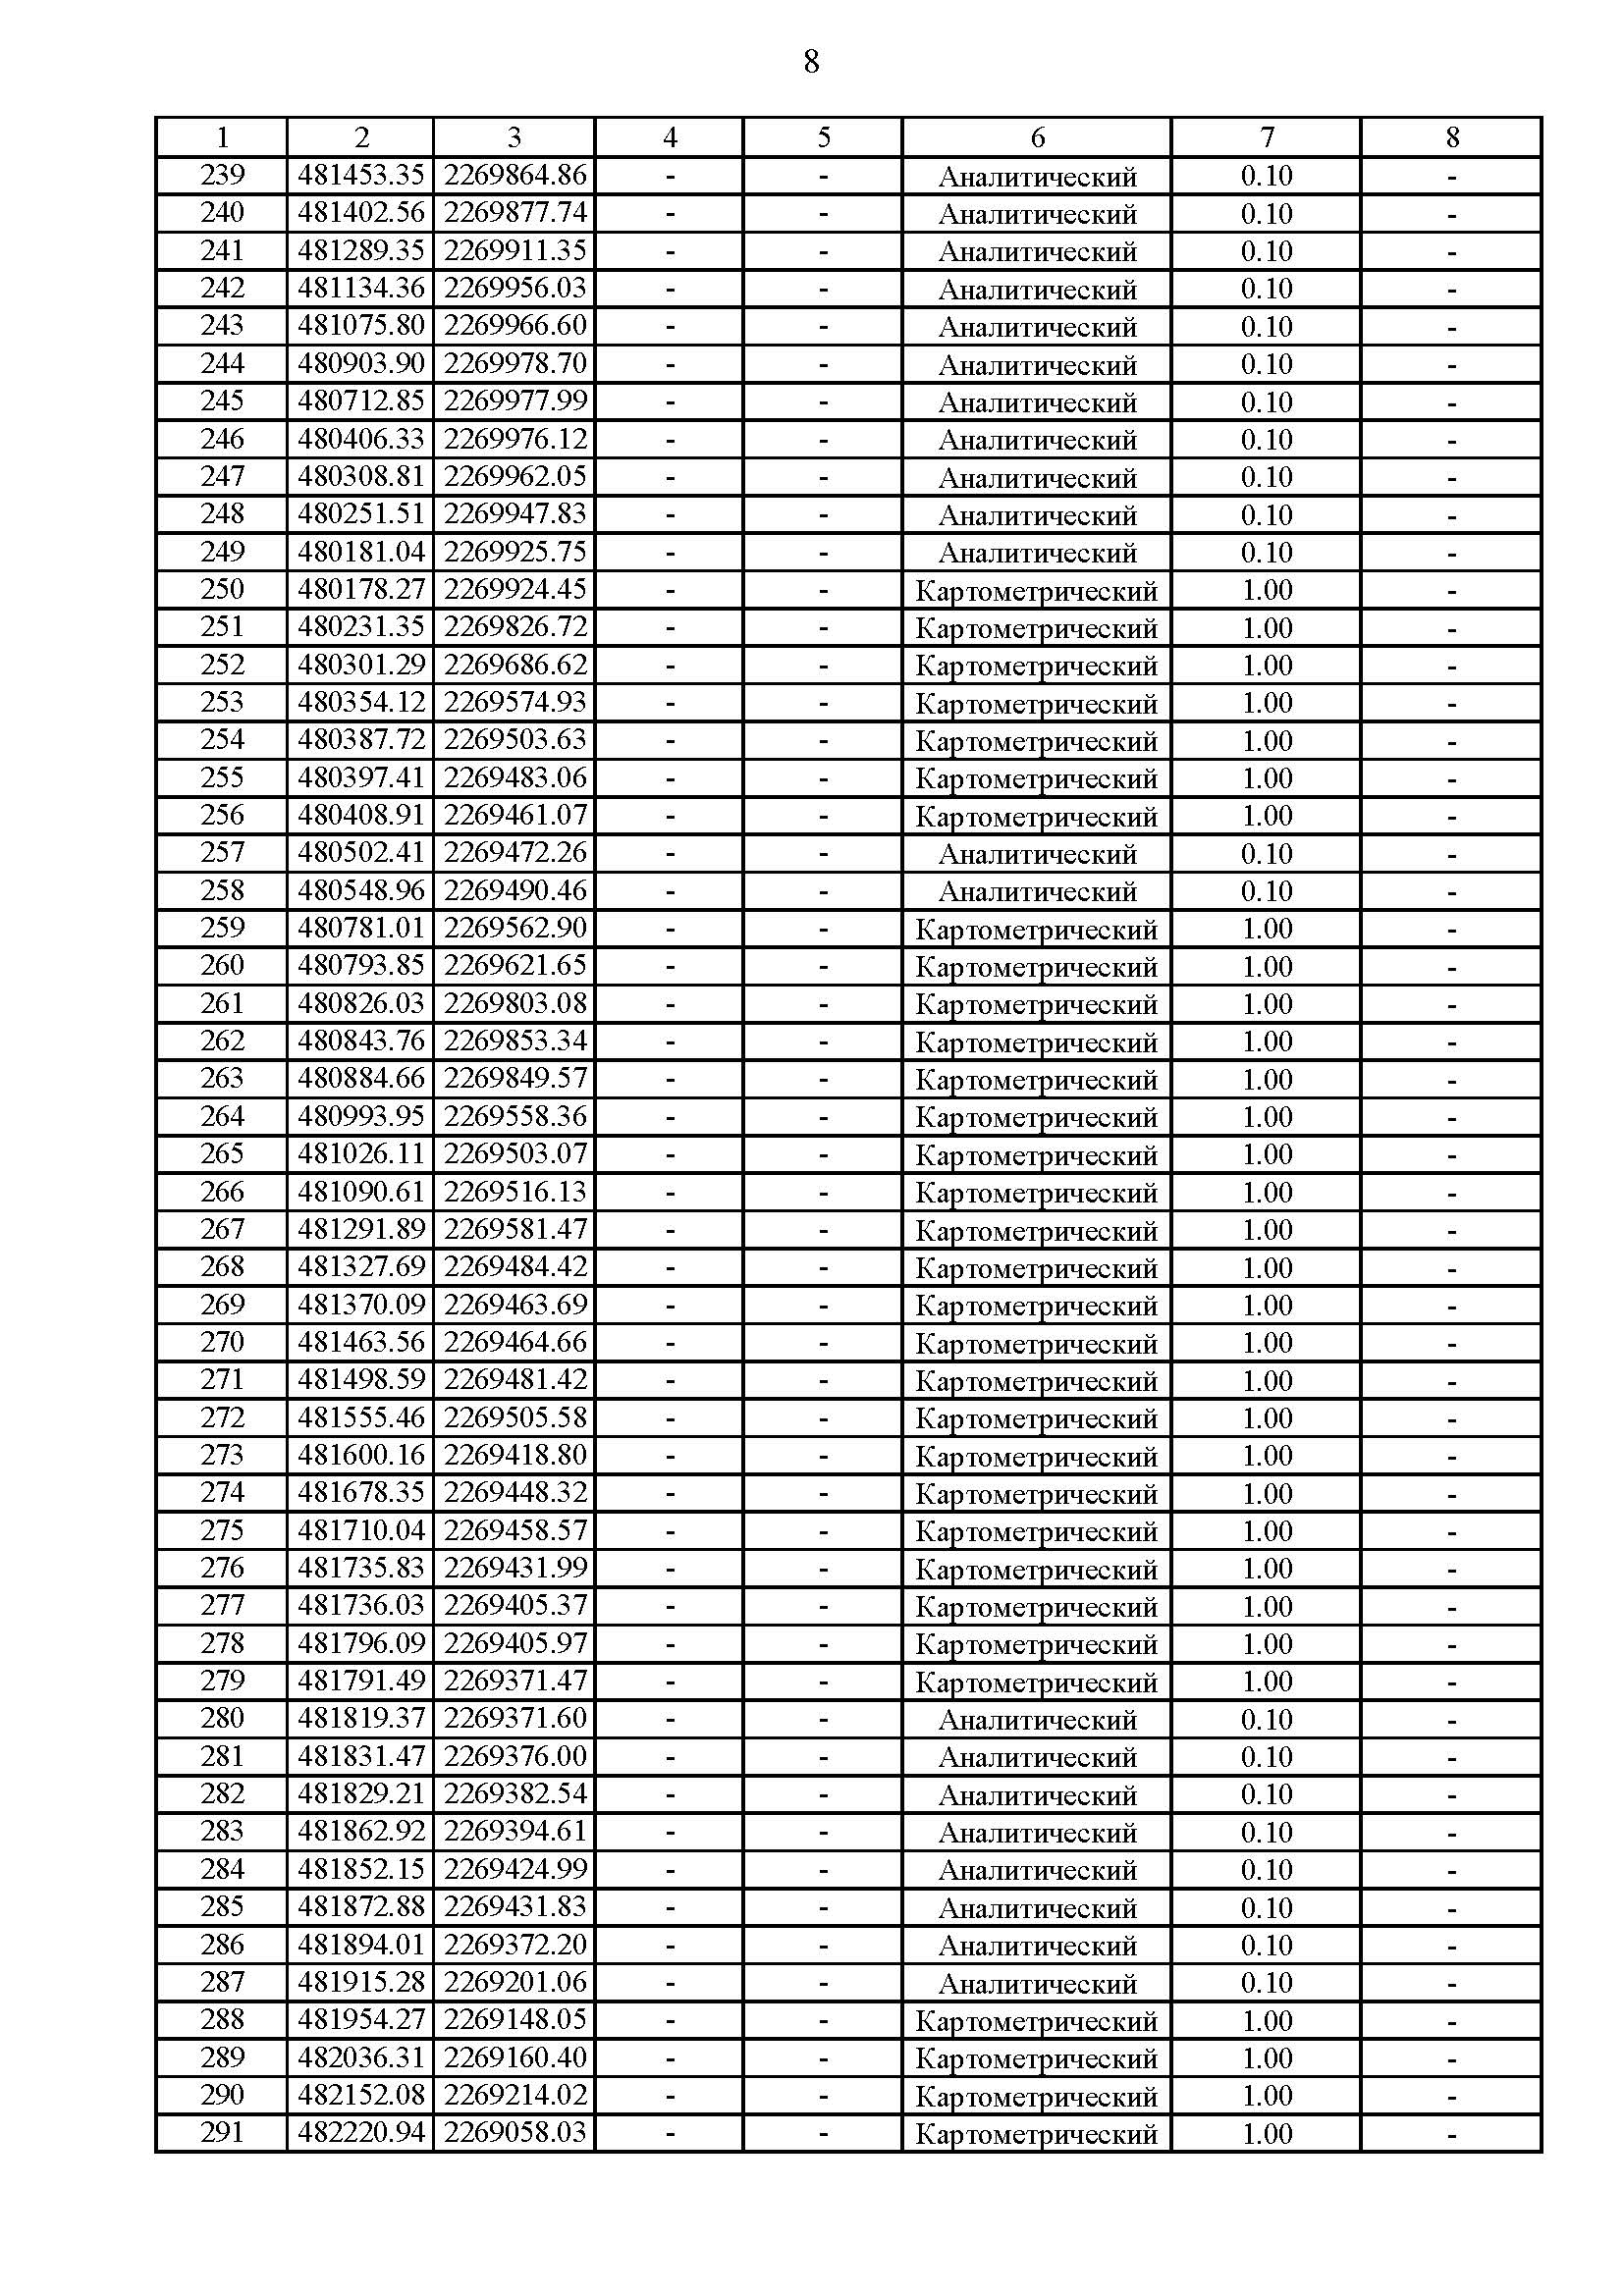 8
1 2 3 4 5 6 7 8
239 481453.35 2269864.86 - - Аналитический 0.10 -
240 481402.56 2269877.74 - - Аналитический 0.10 -
241 481289.35 2269911.35 - - Аналитический 0.10 -
242 481134.36 2269956.03 - - Аналитический 0.10 -
243 481075.80 2269966.60 - - Аналитический 0.10 -
244 480903.90 2269978.70 - - Аналитический 0.10 -
245 480712.85 2269977.99 - - Аналитический 0.10 -
246 480406.33 2269976.12 - - Аналитический 0.10 -
247 480308.81 2269962.05 - - Аналитический 0.10 -
248 480251.51 2269947.83 - - Аналитический 0.10 -
249 480181.04 2269925.75 - - Аналитический 0.10 -
250 480178.27 2269924.45 - - Картометрический 1.00 -
251 480231.35 2269826.72 - - Картометрический 1.00 -
252 480301.29 2269686.62 - - Картометрический 1.00 -
253 480354.12 2269574.93 - - Картометрический 1.00 -
254 480387.72 2269503.63 - - Картометрический 1.00 -
255 480397.41 2269483.06 - - Картометрический 1.00 -
256 480408.91 2269461.07 - - Картометрический 1.00 -
257 480502.41 2269472.26 - - Аналитический 0.10 -
258 480548.96 2269490.46 - - Аналитический 0.10 -
259 480781.01 2269562.90 - - Картометрический 1.00 -
260 480793.85 2269621.65 - - Картометрический 1.00 -
261 480826.03 2269803.08 - - Картометрический 1.00 -
262 480843.76 2269853.34 - - Картометрический 1.00 -
263 480884.66 2269849.57 - - Картометрический 1.00 -
264 480993.95 2269558.36 - - Картометрический 1.00 -
265 481026.11 2269503.07 - - Картометрический 1.00 -
266 481090.61 2269516.13 - - Картометрический 1.00 -
267 481291.89 2269581.47 - - Картометрический 1.00 -
268 481327.69 2269484.42 - - Картометрический 1.00 -
269 481370.09 2269463.69 - - Картометрический 1.00 -
270 481463.56 2269464.66 - - Картометрический 1.00 -
271 481498.59 2269481.42 - - Картометрический 1.00 -
272 481555.46 2269505.58 - - Картометрический 1.00 -
273 481600.16 2269418.80 - - Картометрический 1.00 -
274 481678.35 2269448.32 - - Картометрический 1.00 -
275 481710.04 2269458.57 - - Картометрический 1.00 -
276 481735.83 2269431.99 - - Картометрический 1.00 -
277 481736.03 2269405.37 - - Картометрический 1.00 -
278 481796.09 2269405.97 - - Картометрический 1.00 -
279 481791.49 2269371.47 - - Картометрический 1.00 -
280 481819.37 2269371.60 - - Аналитический 0.10 -
281 481831.47 2269376.00 - - Аналитический 0.10 -
282 481829.21 2269382.54 - - Аналитический 0.10 -
283 481862.92 2269394.61 - - Аналитический 0.10 -
284 481852.15 2269424.99 - - Аналитический 0.10 -
285 481872.88 2269431.83 - - Аналитический 0.10 -
286 481894.01 2269372.20 - - Аналитический 0.10 -
287 481915.28 2269201.06 - - Аналитический 0.10 -
288 481954.27 2269148.05 - - Картометрический 1.00 -
289 482036.31 2269160.40 - - Картометрический 1.00 -
290 482152.08 2269214.02 - - Картометрический 1.00 -
291 482220.94 2269058.03 - - Картометрический 1.00 -